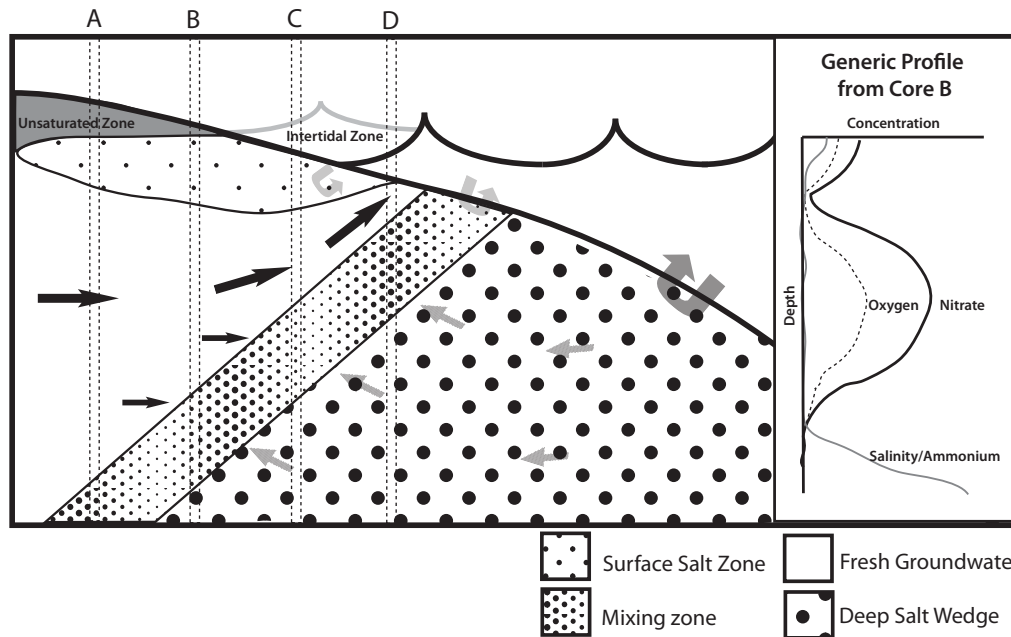 A B C D
Unsaturated Zone
Intertidal Zone
Generic Profile
from Core B
Concentration
Depth
Oxygen
Nitrate
Salinity/Ammonium
Surface Salt Zone
Fresh Groundwate
Mixing zone
Deep Salt Wedge